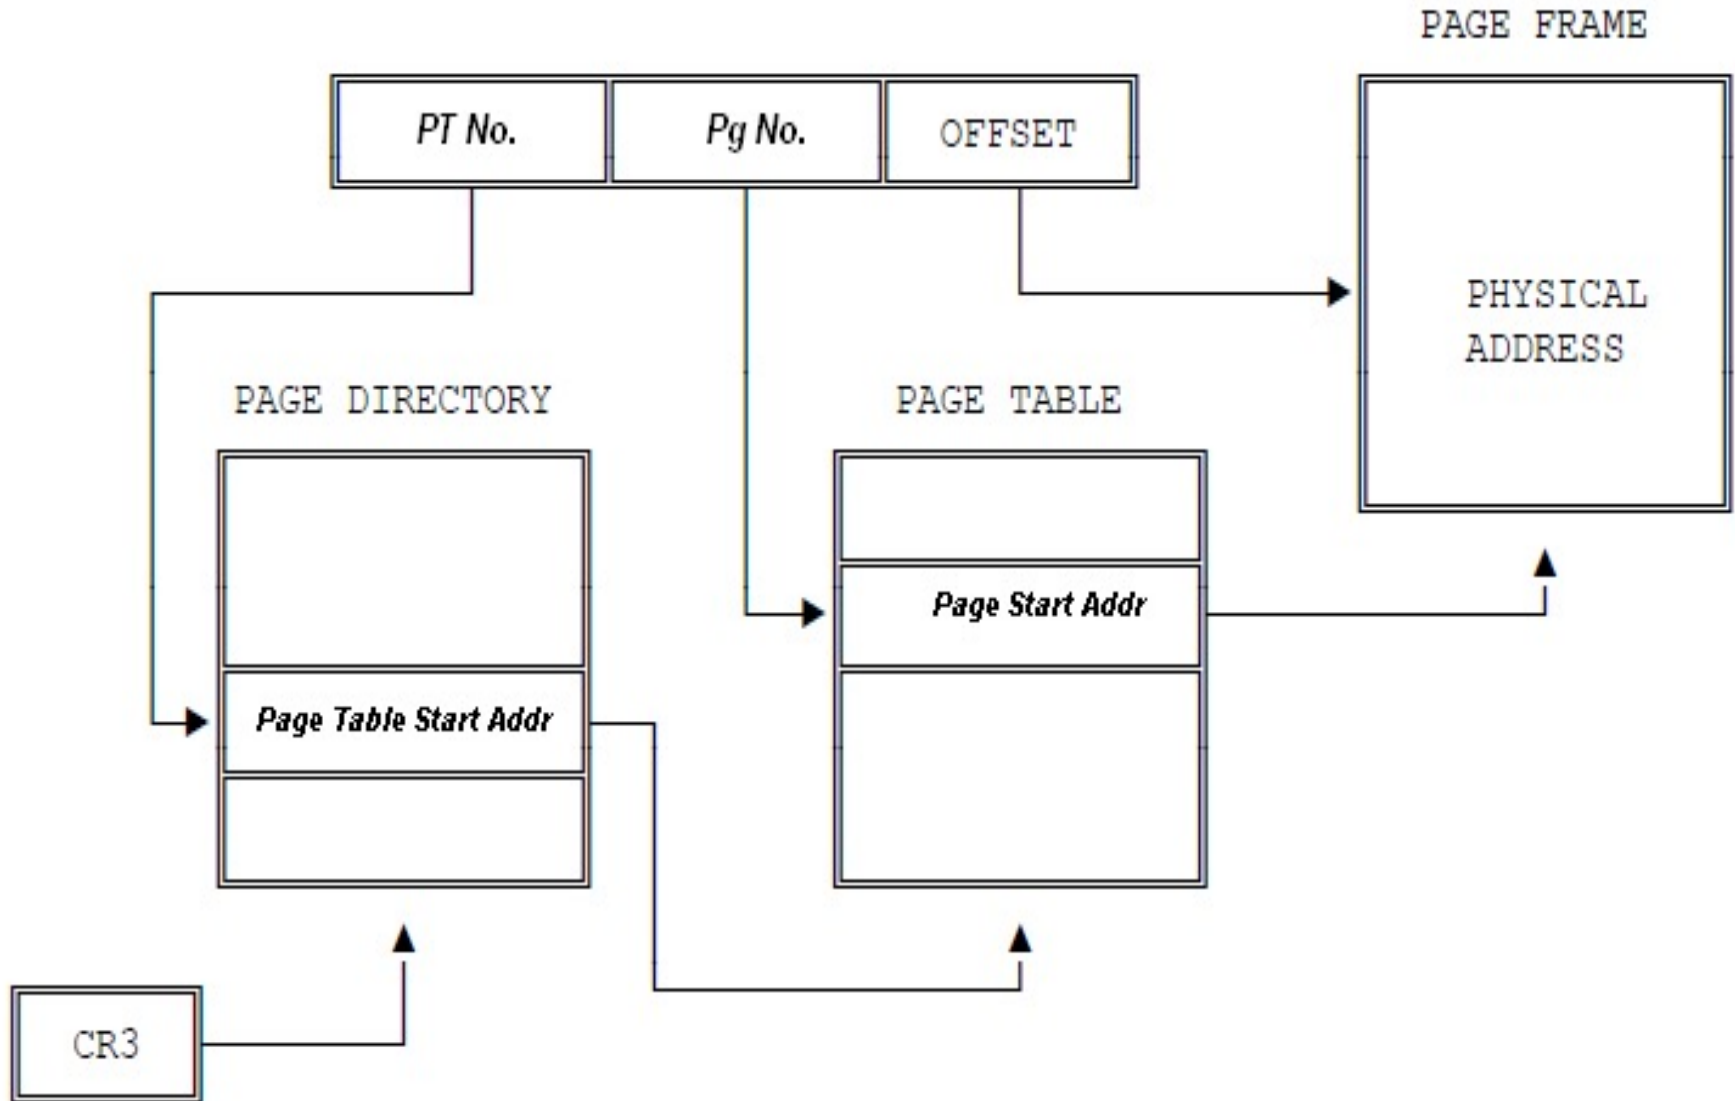 PAGE FRAME
PT No.
Pg No.
OFFSET
PHYSICAL
ADDRESS
PAGE DIRECTORY
PAGE TABLE
Page Start Addr
Page Table Start Addr
CR3